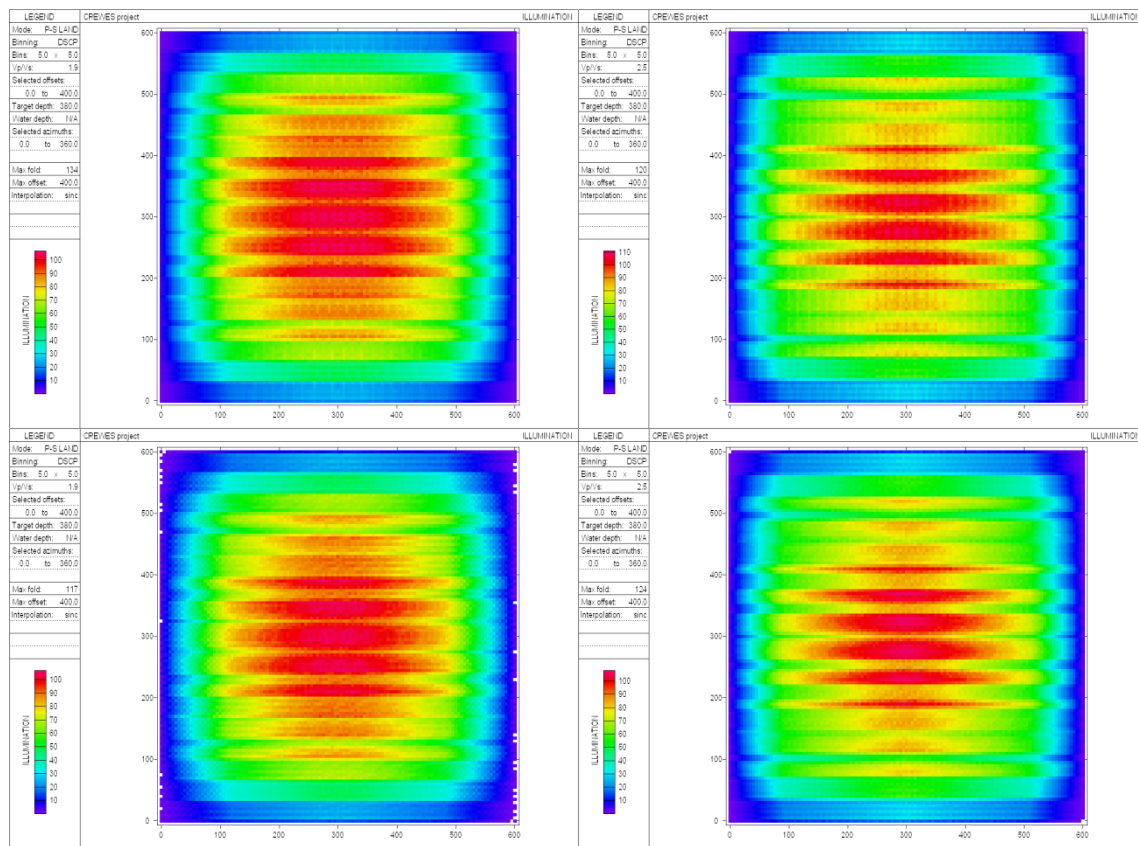 LEGEND CREWES project ILLUMINATION
Mode: P-S LAND
Binning: DSCP
Bins: 5.0 x 5.0
Vp/Vs: 1.9
Selected offsets:
0.0 to 400.0
Target depth: 380.0
Water depth: N/A
Selected azimuths:
0.0 to 360.0
Max fold: 134
Max offset: 400.0
Interpolation: sinc
600
500
400
300
200
100
0
0 100 200 300 400 500 600
100
90
80
70
60
50
40
30
20
10
ILLUMINATION
LEGEND CREWES project ILLUMINATION
Mode: P-S LAND
Binning: DSCP
Bins: 5.0 x 5.0
Vp/Vs: 2.5
Selected offsets:
0.0 to 400.0
Target depth: 380.0
Water depth: N/A
Selected azimuths:
0.0 to 360.0
Max fold: 120
Max offset: 400.0
Interpolation: sinc
600
500
400
300
200
100
0
0 100 200 300 400 500 600
110
100
90
80
70
60
50
40
30
20
10
ILLUMINATION
LEGEND CREWES project ILLUMINATION
Mode: P-S LAND
Binning: DSCP
Bins: 5.0 x 5.0
Vp/Vs: 1.9
Selected offsets:
0.0 to 400.0
Target depth: 380.0
Water depth: N/A
Selected azimuths:
0.0 to 360.0
Max fold: 117
Max offset: 400.0
Interpolation: sinc
600
500
400
300
200
100
0
0 100 200 300 400 500 600
100
90
80
70
60
50
40
30
20
10
ILLUMINATION
LEGEND CREWES project ILLUMINATION
Mode: P-S LAND
Binning: DSCP
Bins: 5.0 x 5.0
Vp/Vs: 2.5
Selected offsets:
0.0 to 400.0
Target depth: 380.0
Water depth: N/A
Selected azimuths:
0.0 to 360.0
Max fold: 124
Max offset: 400.0
Interpolation: sinc
600
500
400
300
200
100
0
0 100 200 300 400 500 600
100
90
80
70
60
50
40
30
20
10
ILLUMINATION